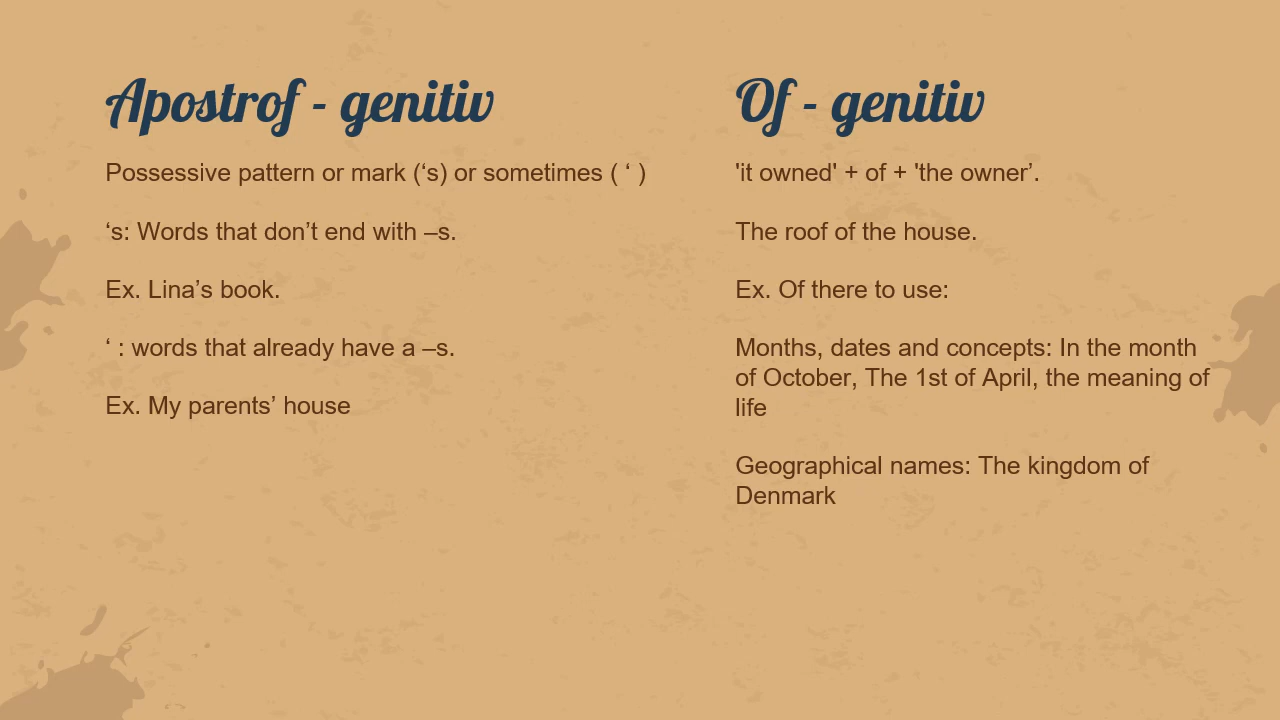 Apostrof - genitiv
Possessive pattern or mark (‘s) or sometimes ( ‘ )
‘s: Words that don’t end with –s.
Ex. Lina’s book.
‘ : words that already have a –s.
Ex. My parents’ house
Of - genitiv
'it owned' + of + 'the owner’.
The roof of the house.
Ex. Of there to use:
Months, dates and concepts: In the month
of October, The 1st of April, the meaning of
life
Geographical names: The kingdom of
Denmark